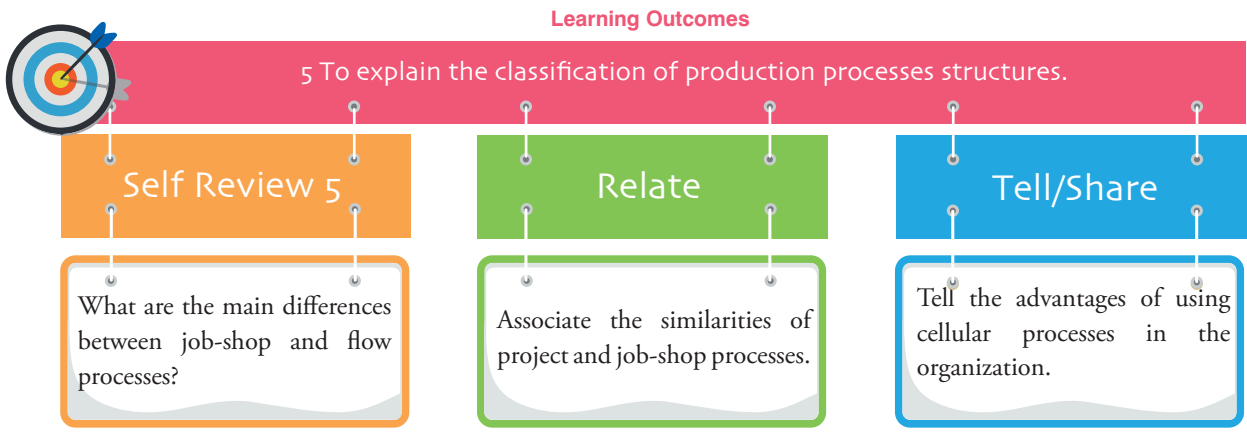 Learning Outcomes
5 To explain the classification of production processes structures.
Self Review 5
What are the main differences
between job-shop and flow
processes?
Relate
Associate the similarities of
project and job-shop processes.
Tell/Share
Tell the advantages of using
cellular processes in the
organization.